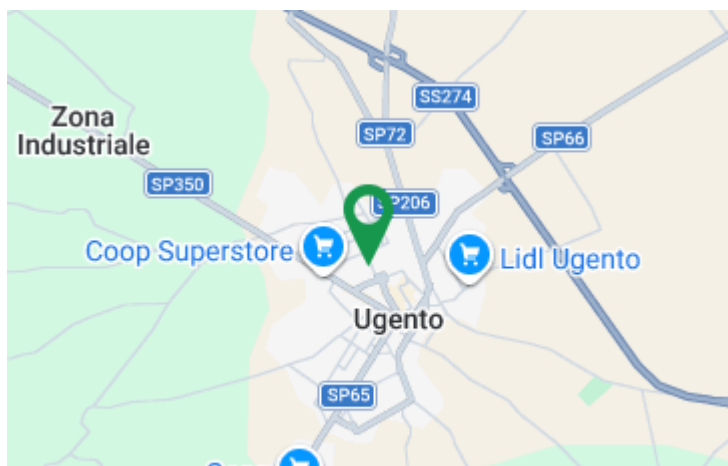 SS274
Zona
Industriale
SP72
SP66
SP350
SP206
Coop Superstore
Lidl Ugento
Ugento
SP65